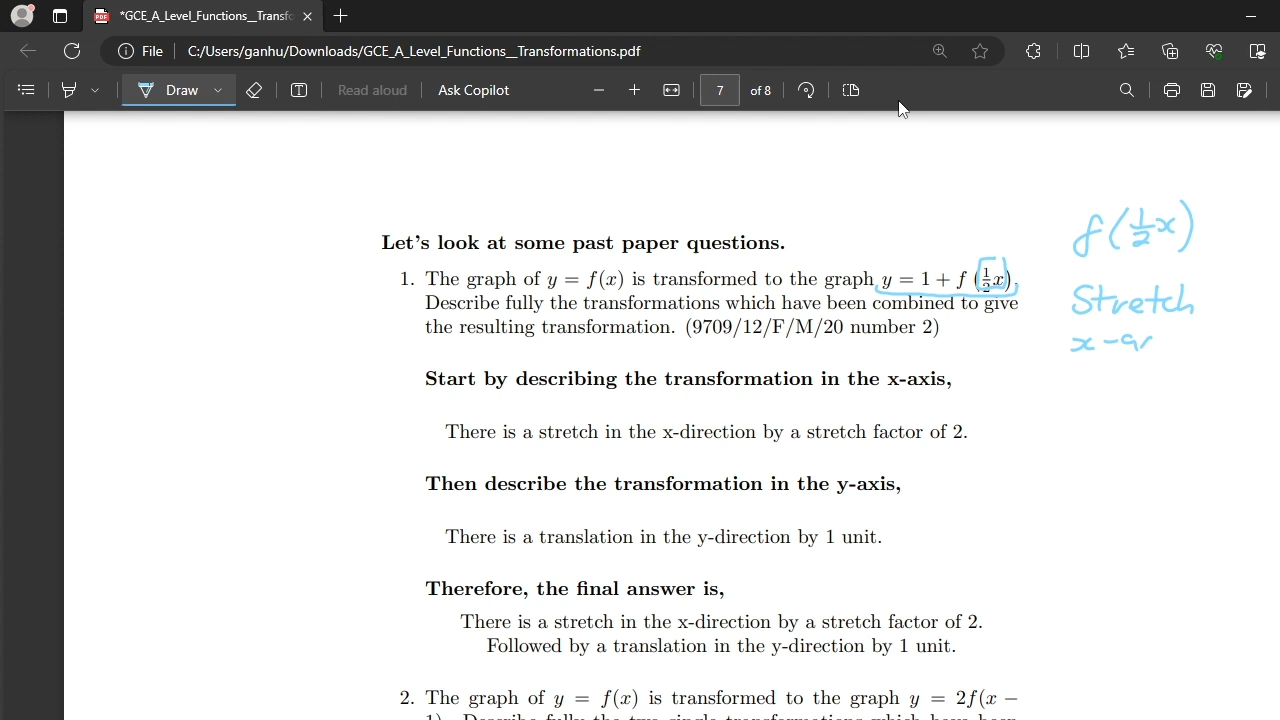 *GCE_A_Level_Functions__Transfo
File C:/Users/ganhu/Downloads/GCE_A_Level_Functions__Transformations.pdf
Draw Read aloud Ask Copilot 7 of 8
Let's look at some past paper questions.
1. The graph of y = f(x) is transformed to the graph y = 1 + f (½x).
Describe fully the transformations which have been combined to give
the resulting transformation. (9709/12/F/M/20 number 2)
Start by describing the transformation in the x-axis,
There is a stretch in the x-direction by a stretch factor of 2.
Then describe the transformation in the y-axis,
There is a translation in the y-direction by 1 unit.
Therefore, the final answer is,
There is a stretch in the x-direction by a stretch factor of 2.
Followed by a translation in the y-direction by 1 unit.
2. The graph of y = f(x) is transformed to the graph y = 2f(x −
f(½x)
Stretch